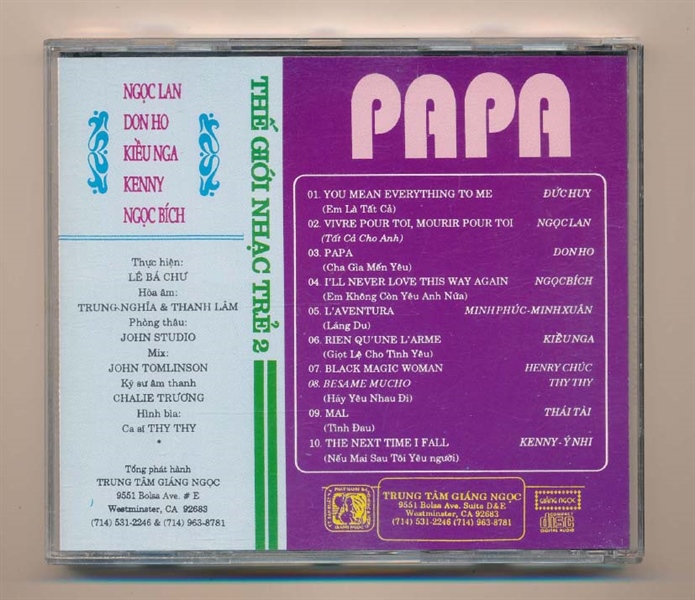 NGỌC LAN
DON HO
KIỀU NGA
KENNY
NGỌC BÍCH
Thực hiện:
LÊ BÁ CHƯ
Hòa âm:
TRUNG-NGHĨA & THANH LÂM
Phòng thâu:
JOHN STUDIO
Mix:
JOHN TOMLINSON
Kỹ sư âm thanh
CHALIE TRƯƠNG
Hình bìa:
Ca sĩ THY THY
*
Tổng phát hành
TRUNG TÂM GIÁNG NGỌC
9551 Bolsa Ave. # E
Westminster, CA 92683
(714) 531-2246 & (714) 963-8781
THẾ GIỚI NHẠC TRẺ 2
PAPA
01. YOU MEAN EVERYTHING TO ME ĐỨC HUY
(Em Là Tất Cả)
02. VIVRE POUR TOI, MOURIR POUR TOI NGỌC LAN
(Tất Cả Cho Anh)
03. PAPA DON HO
(Cha Gìa Mến Yêu)
04. I'LL NEVER LOVE THIS WAY AGAIN NGỌC BÍCH
(Em Không Còn Yêu Anh Nữa)
05. L'AVENTURA MINH PHÚC-MINH XUÂN
(Lãng Du)
06. RIEN QU'UNE L'ARME KIỀU NGA
(Giọt Lệ Cho Tình Yêu)
07. BLACK MAGIC WOMAN HENRY CHÚC
08. BESAME MUCHO THY THY
(Hãy Yêu Nhau Đi)
09. MAL THÁI TÀI
(Tình Đau)
10. THE NEXT TIME I FALL KENNY-Ý NHI
(Nếu Mai Sau Tôi Yêu người)
TRUNG TÂM GIÁNG NGỌC
9551 Bolsa Ave. Suite D&E
Westminster, CA 92683
(714) 531-2246 & (714) 963-8781
GIÁNG NGỌC
COMPACT
disc
DIGITAL AUDIO